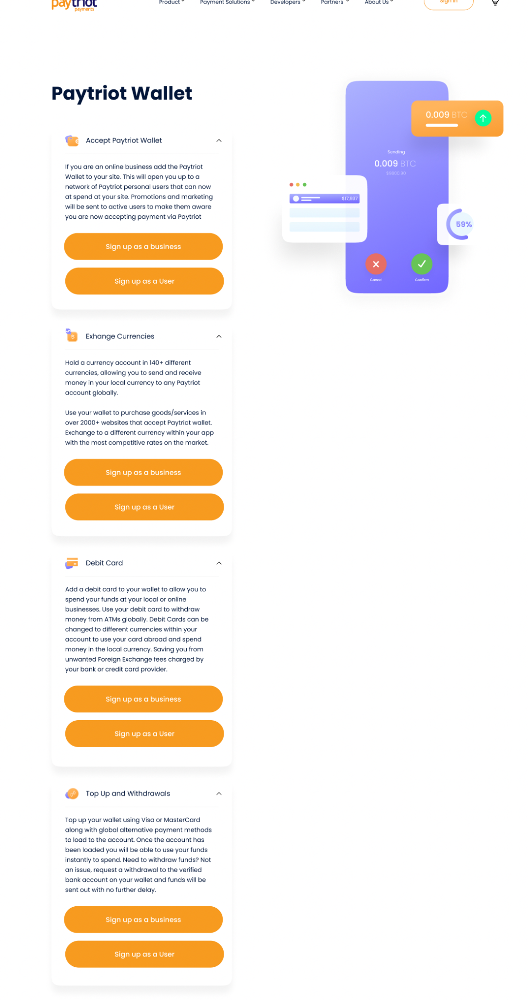 paytriot
payments
Product
Payment Solutions
Developers
Partners
About Us
Sign In
Paytriot Wallet
Accept Paytriot Wallet
If you are an online business add the Paytriot
Wallet to your site. This will open you up to a
network of Paytriot personal users that can now
at spend at your site. Promotions and marketing
will be sent to active users to make them aware
you are now accepting payment via Paytriot
Sign up as a business
Sign up as a User
0.009 BTC
Sending
0.009 BTC
$9800.90
$17,937
59%
Cancel
Confirm
Exhange Currencies
Hold a currency account in 140+ different
currencies, allowing you to send and receive
money in your local currency to any Paytriot
account globally.
Use your wallet to purchase goods/services in
over 2000+ websites that accept Paytriot wallet.
Exchange to a different currency within your app
with the most competitive rates on the market.
Sign up as a business
Sign up as a User
Debit Card
Add a debit card to your wallet to allow you to
spend your funds at your local or online
businesses. Use your debit card to withdraw
money from ATMs globally. Debit Cards can be
changed to different currencies within your
account to use your card abroad and spend
money in the local currency. Saving you from
unwanted Foreign Exchange fees charged by
your bank or credit card provider.
Sign up as a business
Sign up as a User
Top Up and Withdrawals
Top up your wallet using Visa or MasterCard
along with global alternative payment methods
to load to the account. Once the account has
been loaded you will be able to use your funds
instantly to spend. Need to withdraw funds? Not
an issue, request a withdrawal to the verified
bank account on your wallet and funds will be
sent out with no further delay.
Sign up as a business
Sign up as a User